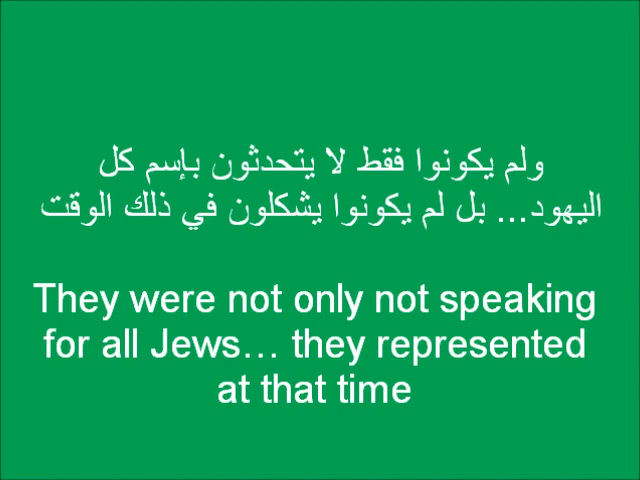 ولم يكونوا فقط لا يتحدثون بإسم كل
اليهود... بل لم يكونوا يشكلون في ذلك الوقت
They were not only not speaking
for all Jews… they represented
at that time